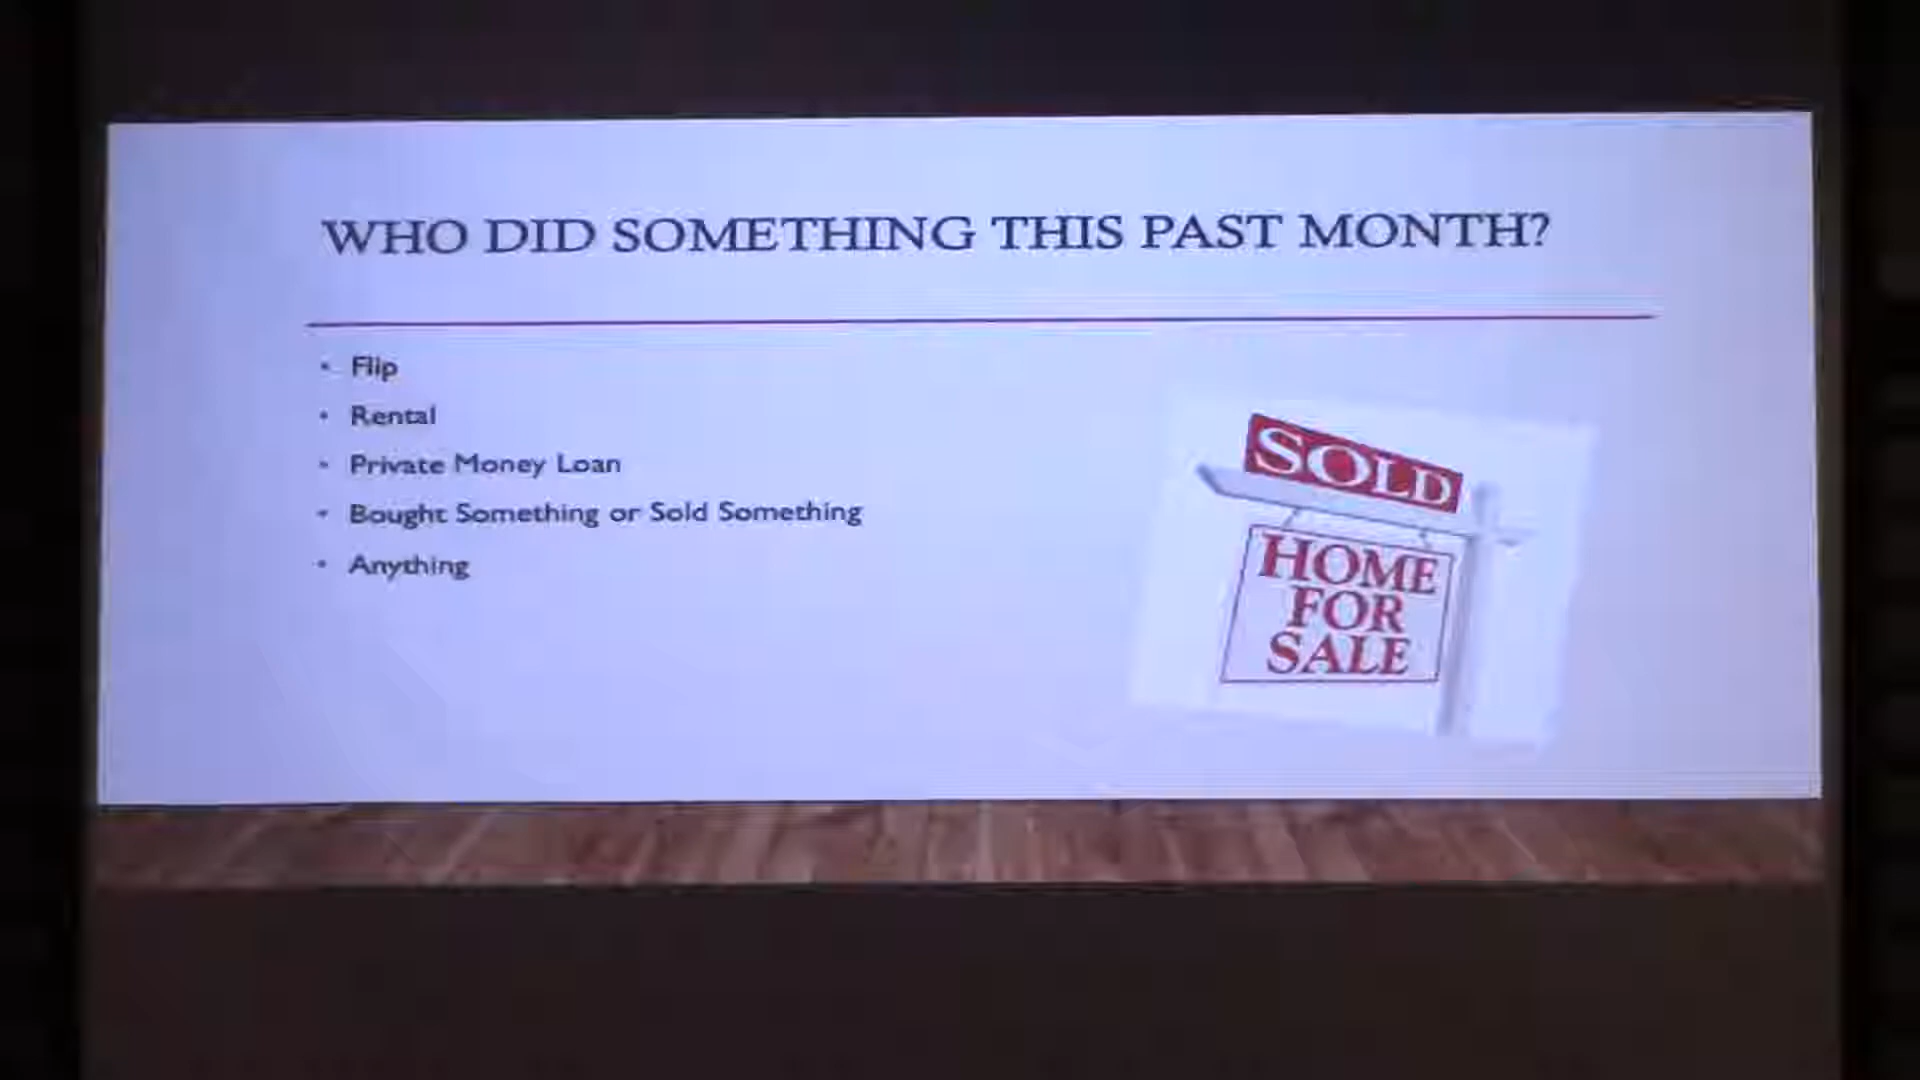 WHO DID SOMETHING THIS PAST MONTH?
• Flip
• Rental
• Private Money Loan
• Bought Something or Sold Something
• Anything
SOLD
HOME
FOR
SALE